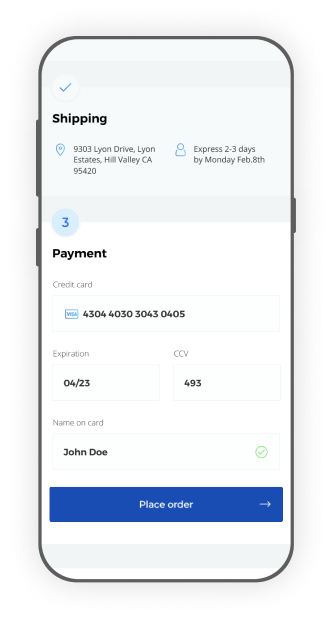 Shipping
9303 Lyon Drive, Lyon
Estates, Hill Valley CA
95420
Express 2-3 days
by Monday Feb.8th
3
Payment
Credit card
VISA 4304 4030 3043 0405
Expiration
CCV
04/23
493
Name on card
John Doe
Place order